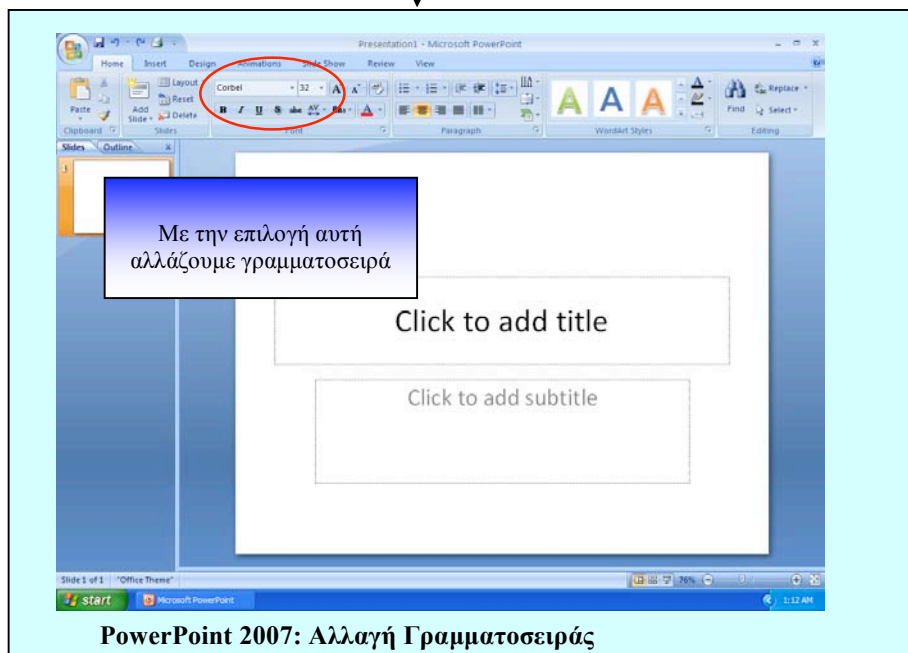 Presentation1 - Microsoft PowerPoint
Home Insert Design Animations Slide Show Review View
Layout Corbel 32 Replace
Paste Add Slide Reset Find Select
Delete
Clipboard Slides Font Paragraph WordArt Styles Editing
Slides Outline
Με την επιλογή αυτή
αλλάζουμε γραμματοσειρά
Click to add title
Click to add subtitle
Slide 1 of 1 "Office Theme" 76%
start Microsoft PowerPoint 1:12 AM
PowerPoint 2007: Αλλαγή Γραμματοσειράς